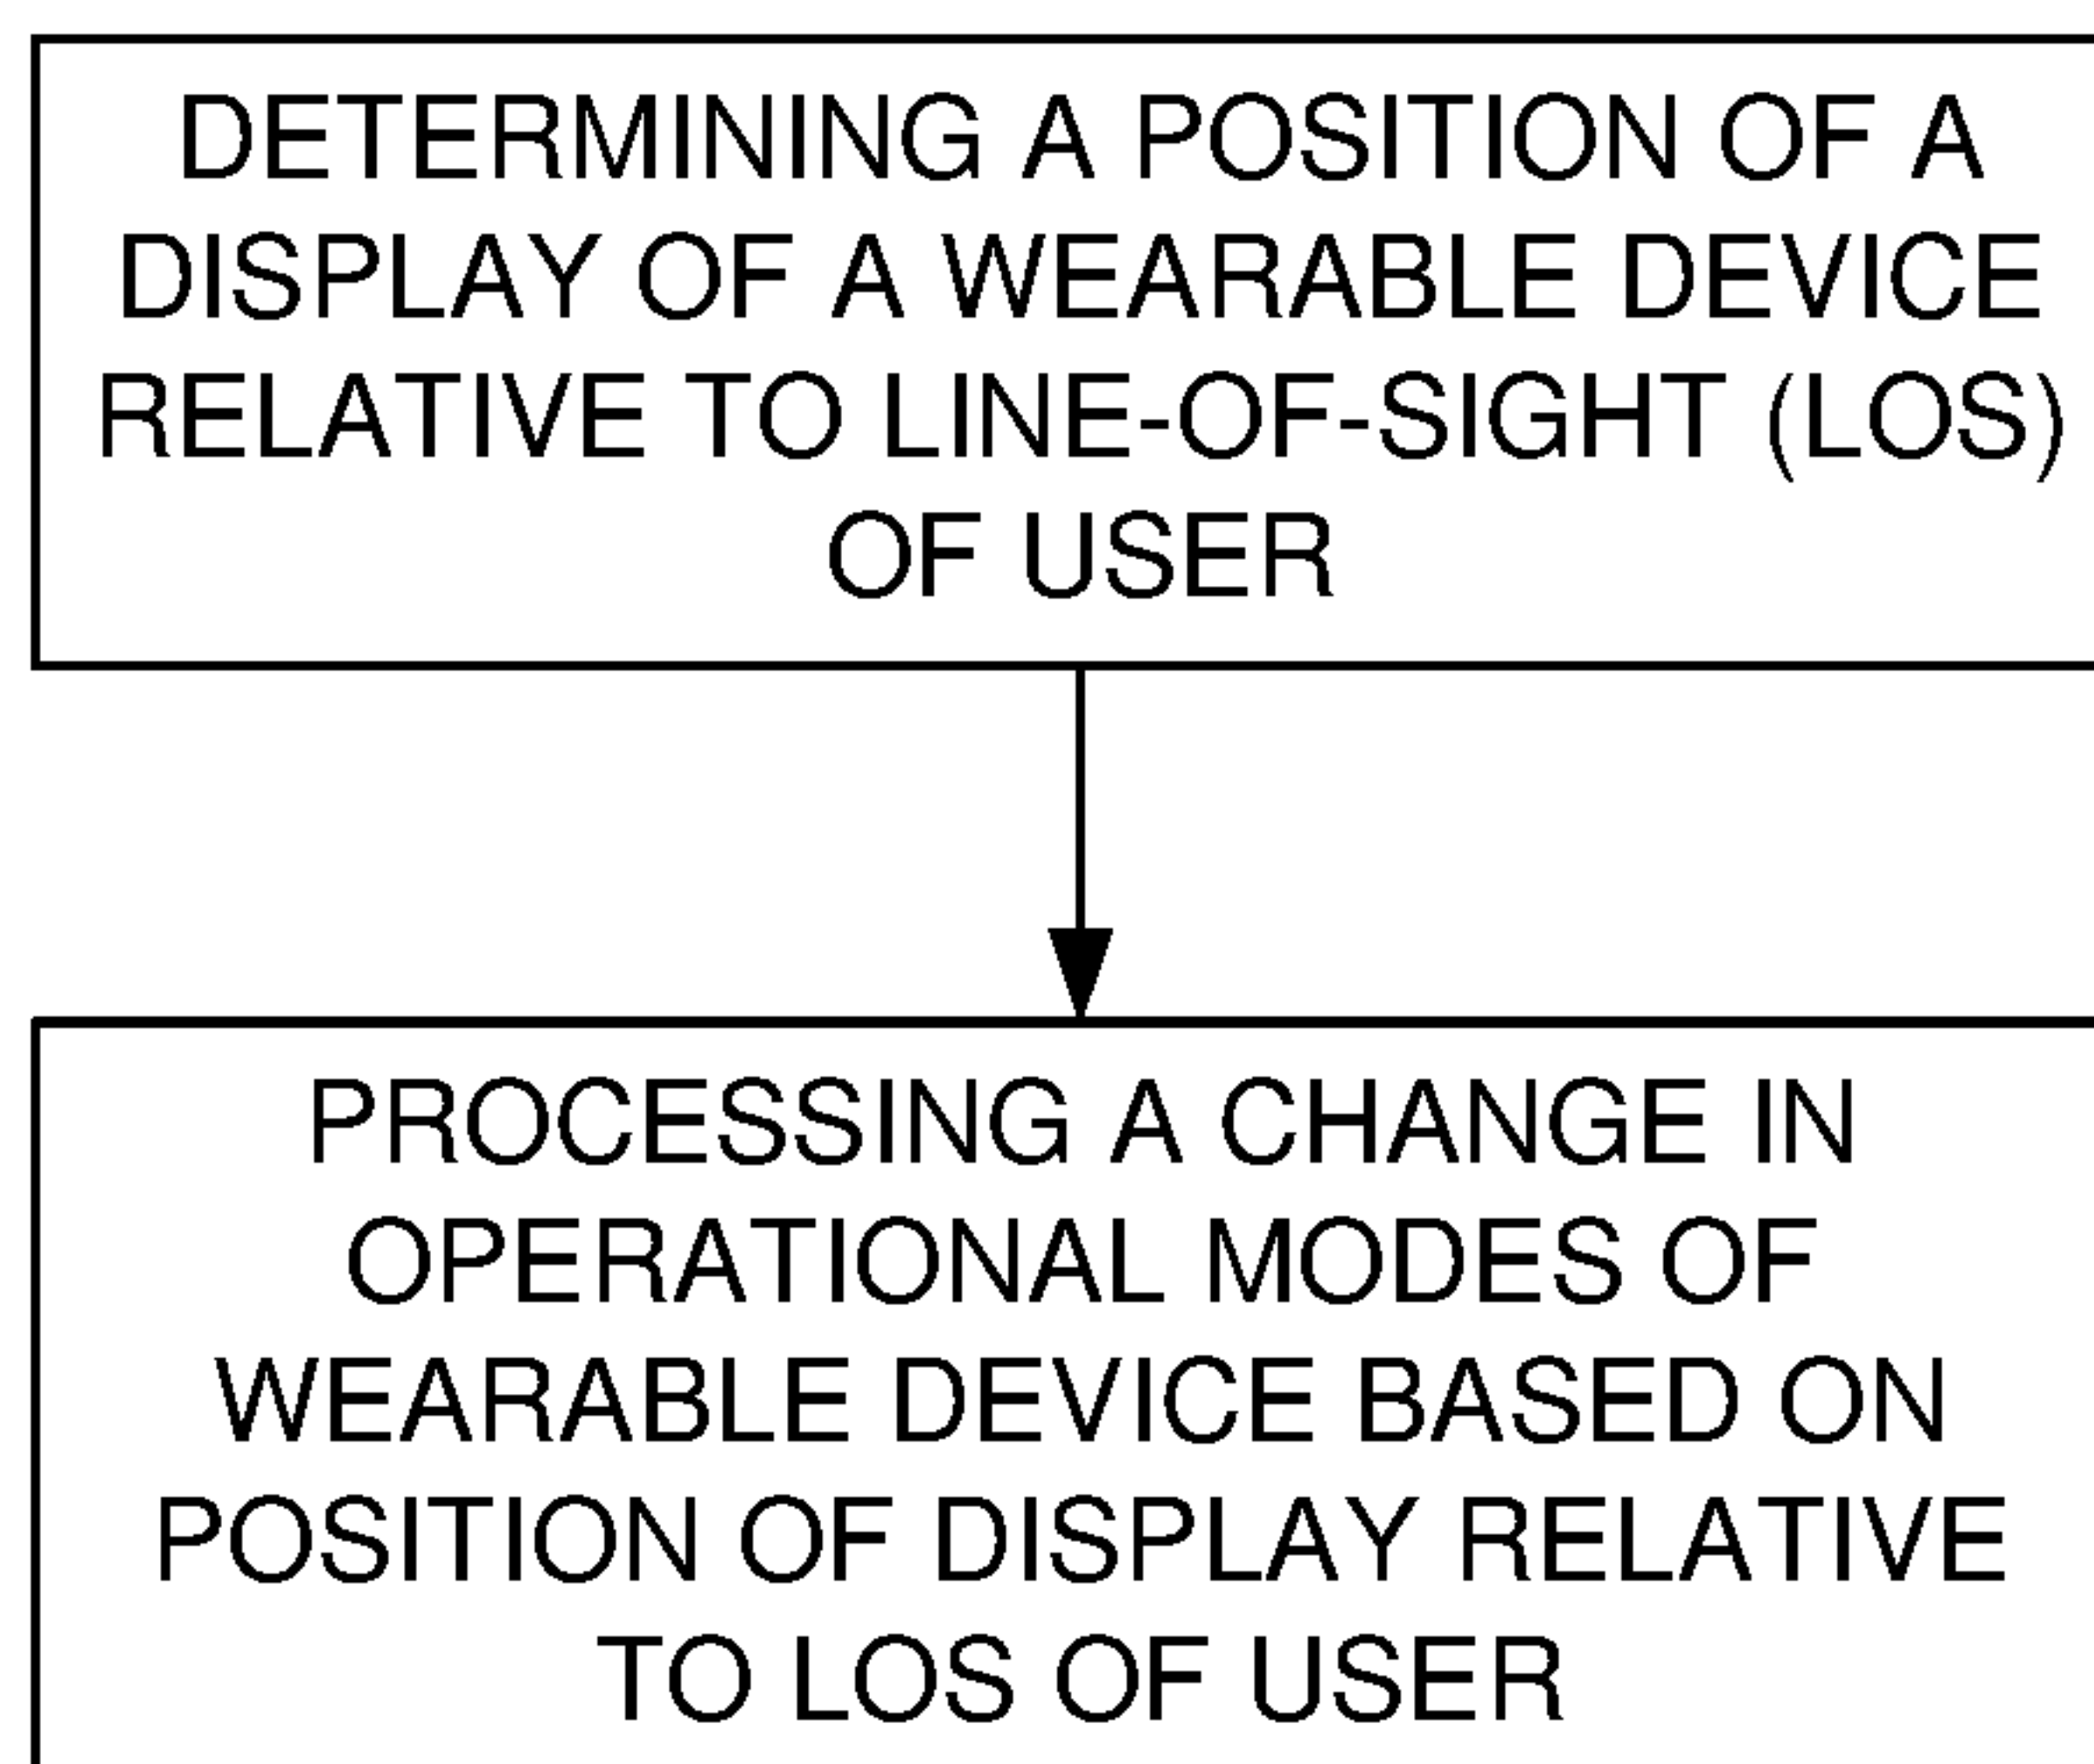 DETERMINING A POSITION OF A
DISPLAY OF A WEARABLE DEVICE
RELATIVE TO LINE-OF-SIGHT (LOS)
OF USER
PROCESSING A CHANGE IN
OPERATIONAL MODES OF
WEARABLE DEVICE BASED ON
POSITION OF DISPLAY RELATIVE
TO LOS OF USER